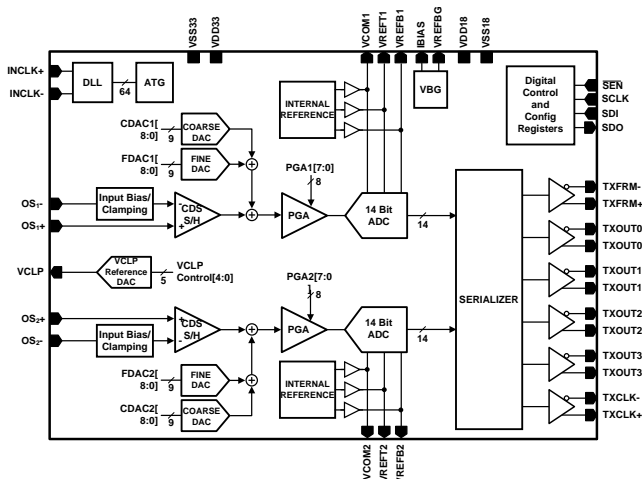 VSS33
VDD33
VCOM1
VREFT1
VREFB1
IBIAS
VREFBG
VDD18
VSS18
INCLK+
INCLK-
DLL
64
ATG
INTERNAL
REFERENCE
VBG
Digital
Control
and
Config
Registers
SEN
SCLK
SDI
SDO
CDAC1[
8:0]
9
COARSE
DAC
FDAC1[
8:0]
9
FINE
DAC
PGA1[7:0]
8
OS1-
OS1+
Input Bias/
Clamping
-
+
CDS
S/H
+
+
PGA
14 Bit
ADC
14
SERIALIZER
TXFRM-
TXFRM+
TXOUT0
TXOUT0
TXOUT1
TXOUT1
TXOUT2
TXOUT2
TXOUT3
TXOUT3
TXCLK-
TXCLK+
VCLP
VCLP
Reference
DAC
5
VCLP
Control[4:0]
PGA2[7:0
8
OS2+
OS2-
Input Bias/
Clamping
+
-
CDS
S/H
+
+
PGA
14 Bit
ADC
14
FDAC2[
8:0]
9
FINE
DAC
CDAC2[
8:0]
9
COARSE
DAC
INTERNAL
REFERENCE
VCOM2
VREFT2
VREFB2